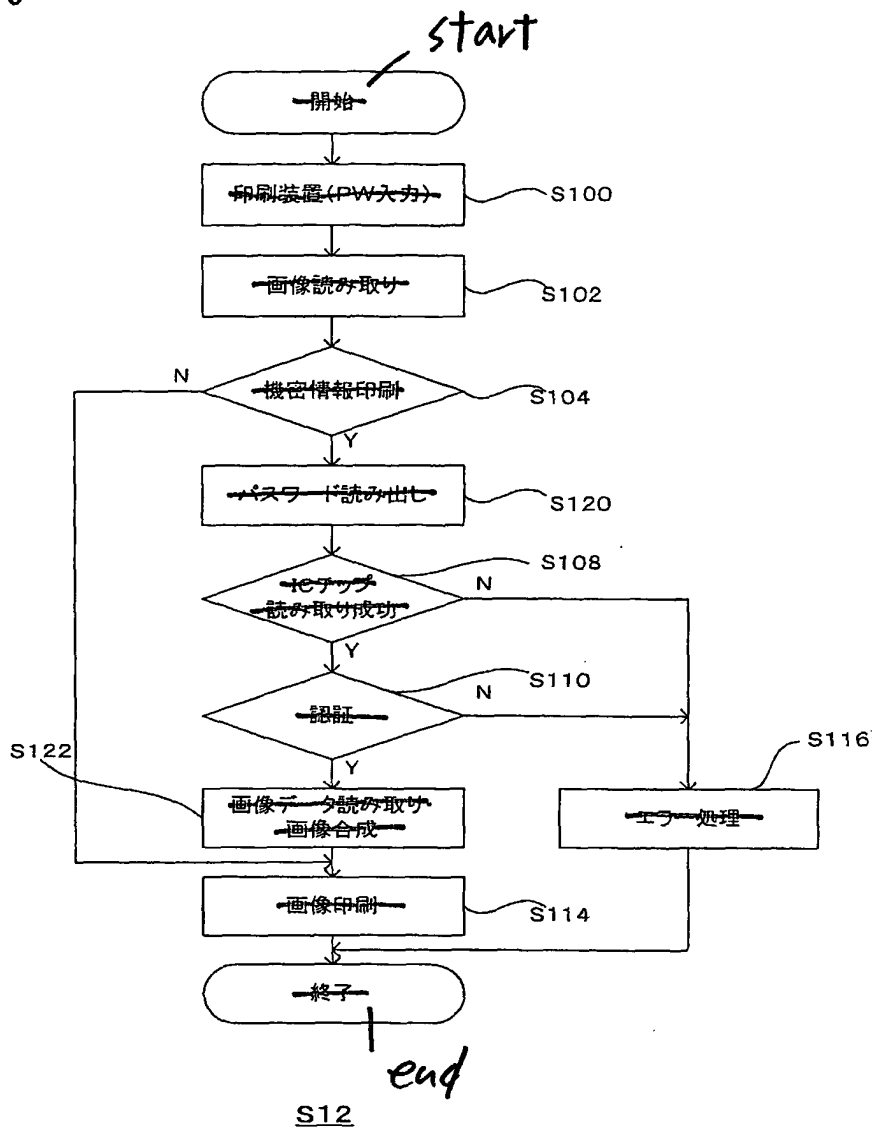 start
開始
印刷装置(PW入力)
S100
画像読み取り
S102
N
機密情報印刷
S104
Y
パスワード読み出し
S120
S108
ICチップ
読み取り成功
N
Y
S110
認証
N
Y
S122
画像データ読み取り
画像合成
S116
エラー処理
画像印刷
S114
終了
end
S12